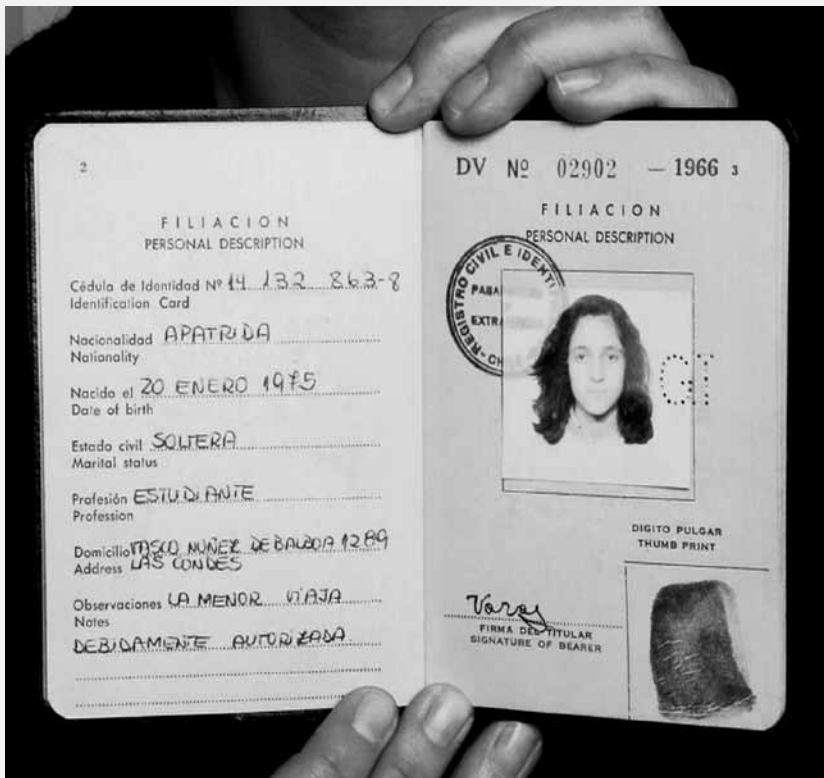 2
FILIACION
PERSONAL DESCRIPTION
Cédula de Identidad Nº 14 132 863-8
Identification Card
Nacionalidad APATRIDA
Nationality
Nacido el 20 ENERO 1975
Date of birth
Estado civil SOLTERA
Marital status
Profesión ESTUDIANTE
Profession
Domicilio VASCO NUÑEZ DE BALBOA 1289
Address LAS CONDES
Observaciones LA MENOR VIAJA
Notes
DEBIDAMENTE AUTORIZADA
DV Nº 02902 — 1966 3
FILIACION
PERSONAL DESCRIPTION
REGISTRO CIVIL E IDENTI
EXTRA
GT
DIGITO PULGAR
THUMB PRINT
FIRMA DEL TITULAR
SIGNATURE OF BEARER